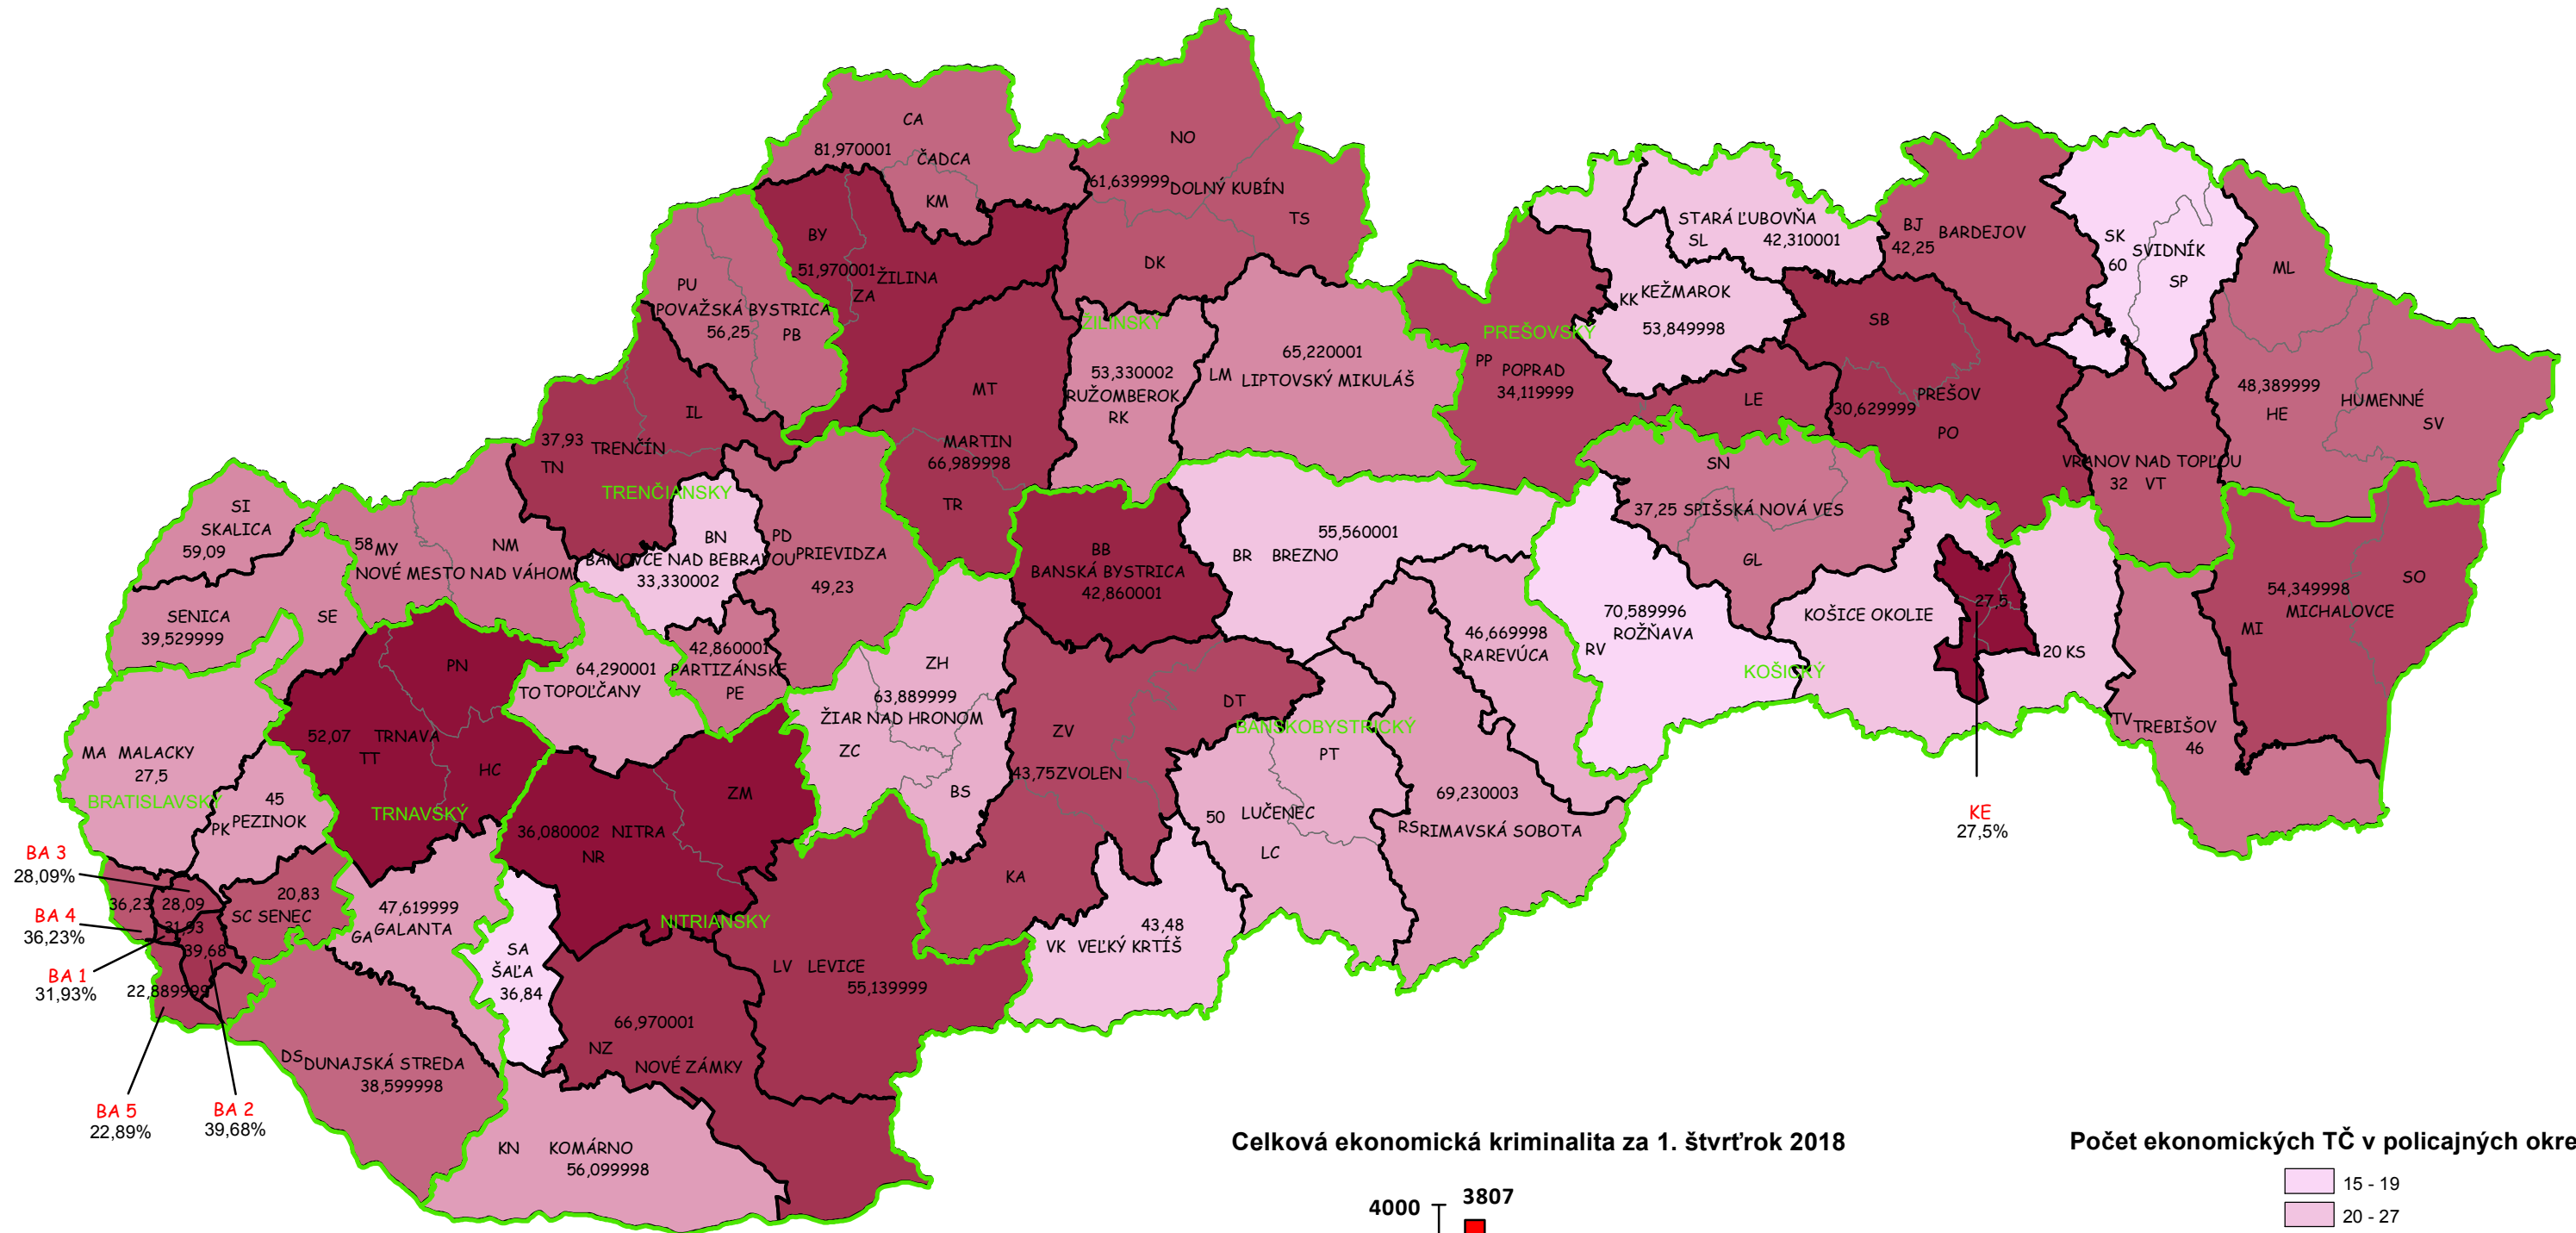 CA
81,970001
ČADCA
KM
NO
61,639999 DOLNÝ KUBÍN
TS
DK
BY
51,970001 ŽILINA
ZA
PU
POVAŽSKÁ BYSTRICA
56,25
PB
ŽILINSKÝ
MT
MARTIN
66,989998
TR
53,330002
RUŽOMBEROK
RK
65,220001
LM LIPTOVSKÝ MIKULÁŠ
STARÁ ĽUBOVŇA
SL 42,310001
KK KEŽMAROK
53,849998
PREŠOVSKÝ
PP POPRAD
34,119999
LE
BJ BARDEJOV
42,25
SK SVIDNÍK
60
SP
ML
SB
30,629999 PREŠOV
PO
48,389999
HE HUMENNÉ
SV
VRANOV NAD TOPĽOU
32 VT
IL
37,93 TRENČÍN
TN
TRENČIANSKY
BN
BÁNOVCE NAD BEBRAVOU
33,330002
PD PRIEVIDZA
49,23
SI
SKALICA
59,09
58 MY
NM
NOVÉ MESTO NAD VÁHOM
SENICA
39,529999
SE
BB
BANSKÁ BYSTRICA
42,860001
55,560001
BR BREZNO
SN
37,25 SPIŠSKÁ NOVÁ VES
GL
70,589996
ROŽŇAVA
RV
KOŠICKÝ
KOŠICE OKOLIE
27,5
20 KS
54,349998
MICHALOVCE
MI
SO
TV TREBIŠOV
46
KE
27,5%
46,669998
RAREVÚCA
PN
52,07 TRNAVA
TT
HC
TRNAVSKÝ
64,290001
TO TOPOĽČANY
42,860001
PARTIZÁNSKE
PE
ZH
63,889999
ŽIAR NAD HRONOM
ZC
BS
ZV
DT
43,75 ZVOLEN
KA
BANSKOBYSTRICKÝ
PT
50 LUČENEC
LC
69,230003
RS RIMAVSKÁ SOBOTA
MA MALACKY
27,5
BRATISLAVSKÝ
45
PK PEZINOK
ZM
36,080002 NITRA
NR
NITRIANSKY
BA 3
28,09%
BA 4
36,23%
BA 1
31,93%
36,23
28,09
31,93
39,68
22,889999
20,83
SC SENEC
47,619999
GA GALANTA
SA
ŠAĽA
36,84
LV LEVICE
55,139999
43,48
VK VEĽKÝ KRTÍŠ
66,970001
NZ
NOVÉ ZÁMKY
DS DUNAJSKÁ STREDA
38,599998
BA 5
22,89%
BA 2
39,68%
KN KOMÁRNO
56,099998
Celková ekonomická kriminalita za 1. štvrťrok 2018
4000
3807
Počet ekonomických TČ v policajných okre
15 - 19
20 - 27